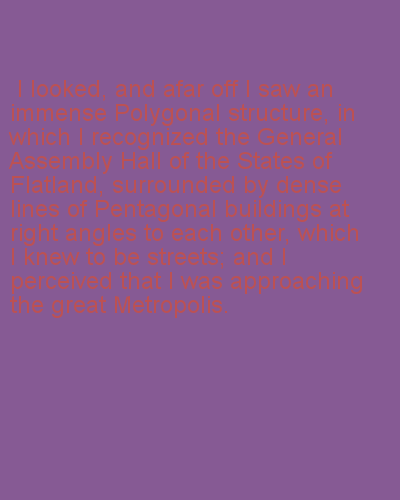 I looked, and afar off I saw an
immense Polygonal structure, in
which I recognized the General
Assembly Hall of the States of
Flatland, surrounded by dense
lines of Pentagonal buildings at
right angles to each other, which
I knew to be streets; and I
perceived that I was approaching
the great Metropolis.